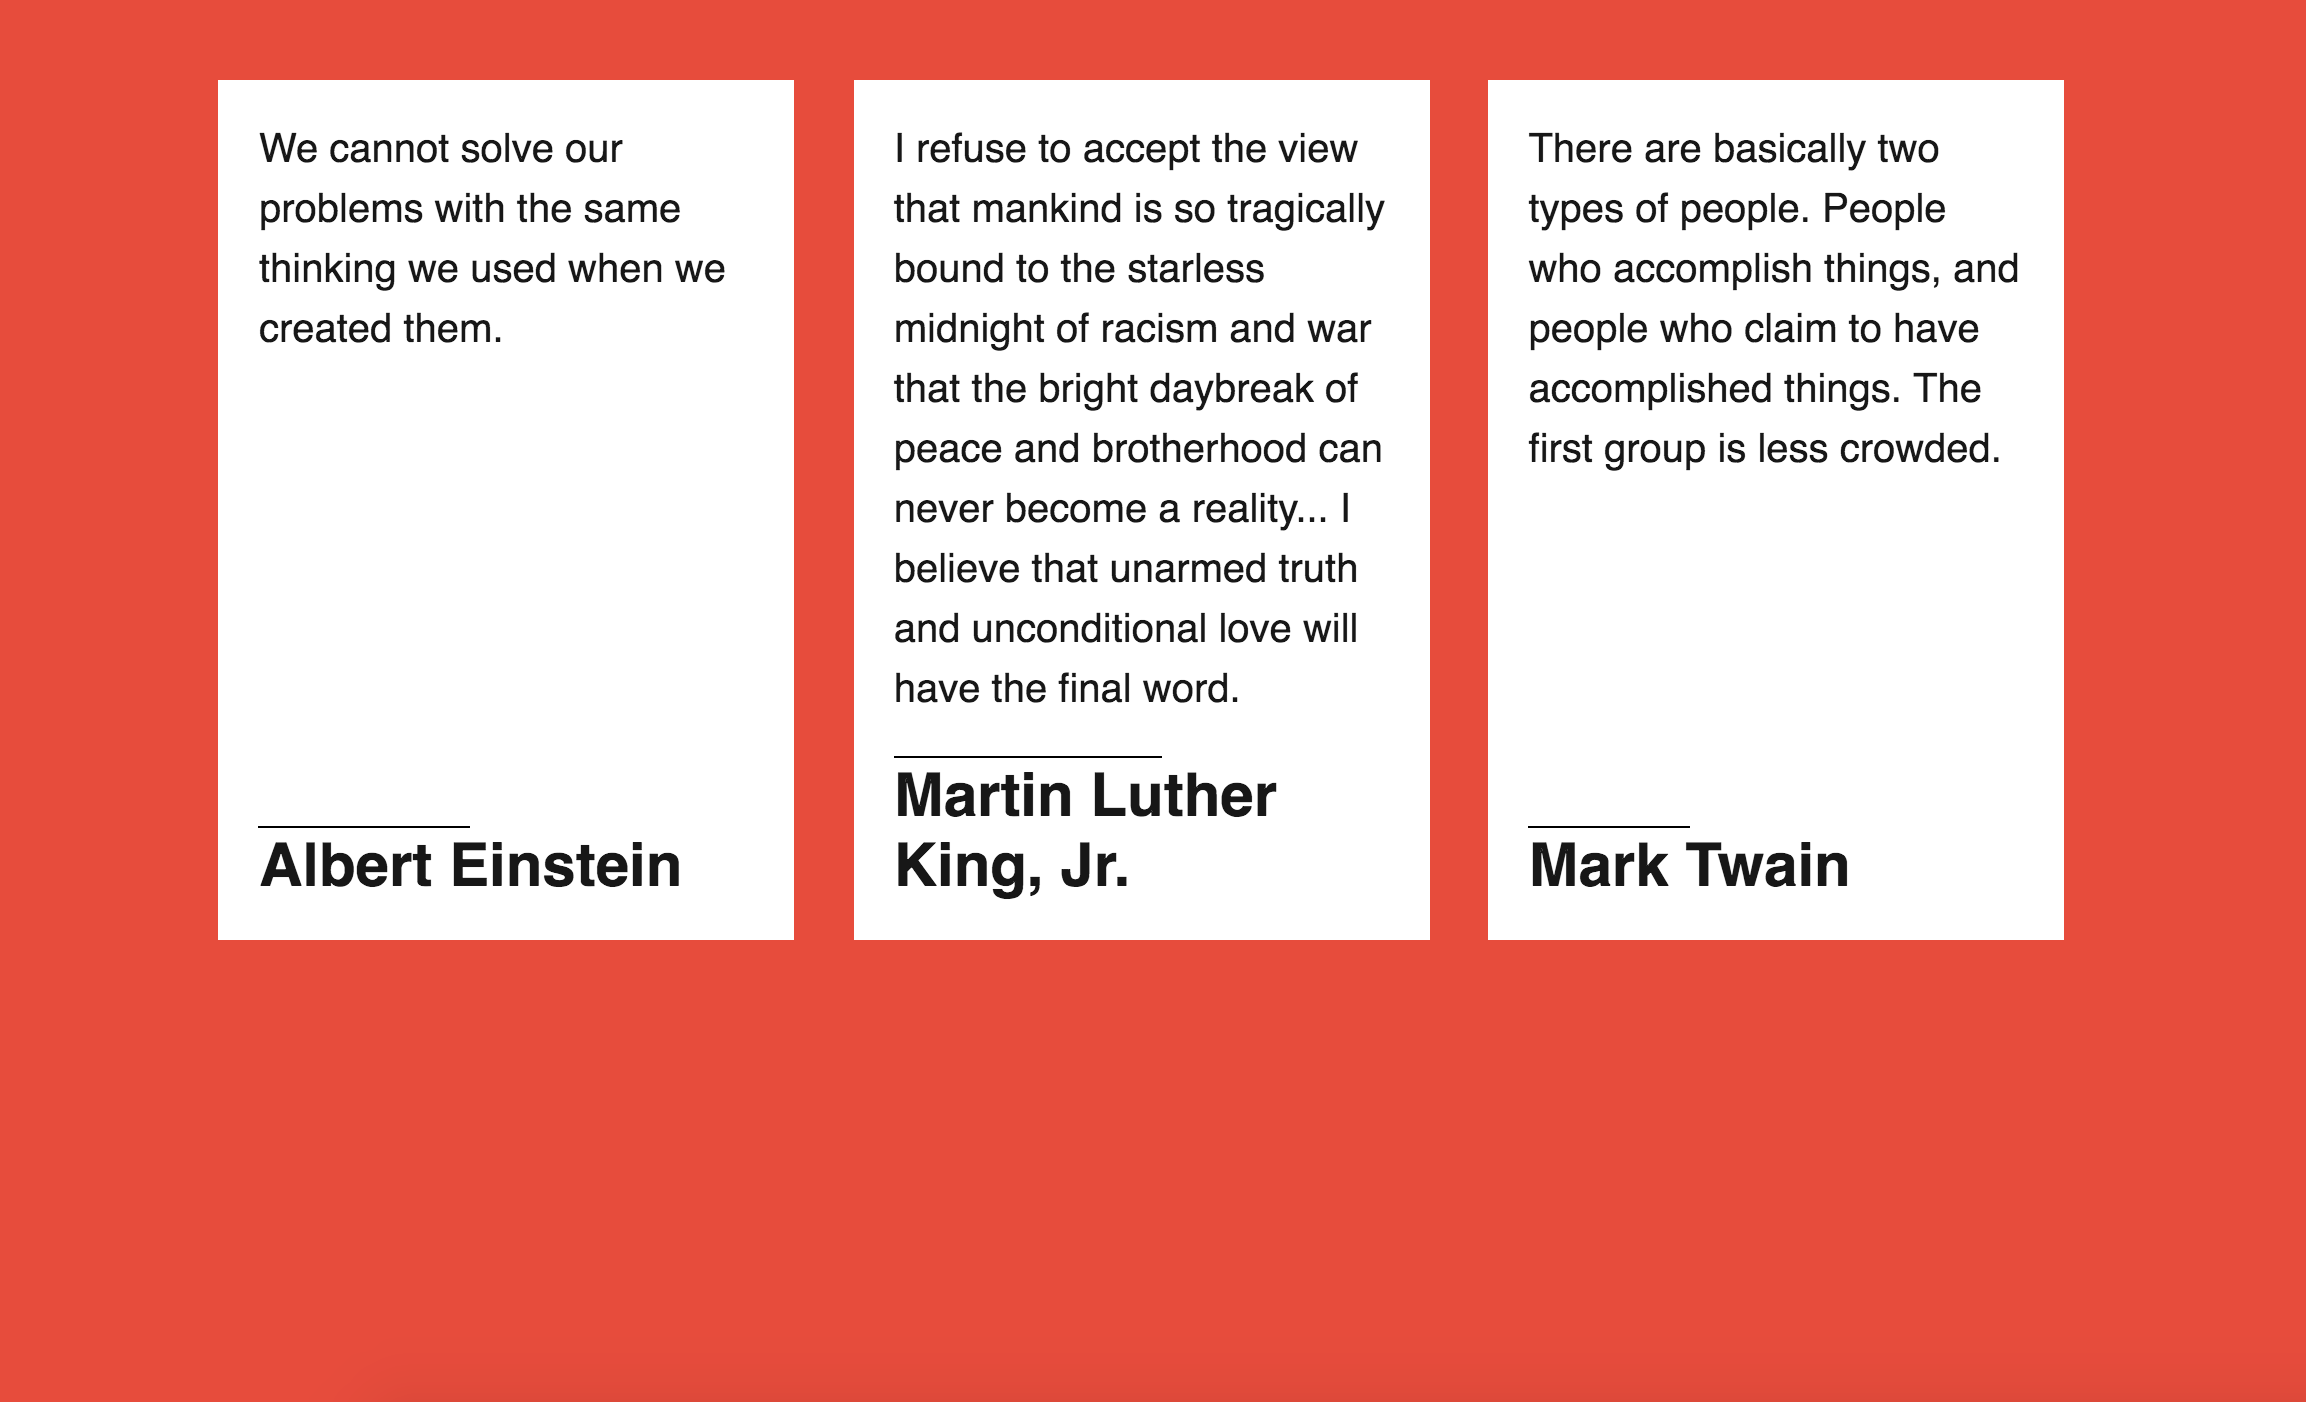 We cannot solve our
problems with the same
thinking we used when we
created them.
Albert Einstein
I refuse to accept the view
that mankind is so tragically
bound to the starless
midnight of racism and war
that the bright daybreak of
peace and brotherhood can
never become a reality... I
believe that unarmed truth
and unconditional love will
have the final word.
Martin Luther
King, Jr.
There are basically two
types of people. People
who accomplish things, and
people who claim to have
accomplished things. The
first group is less crowded.
Mark Twain